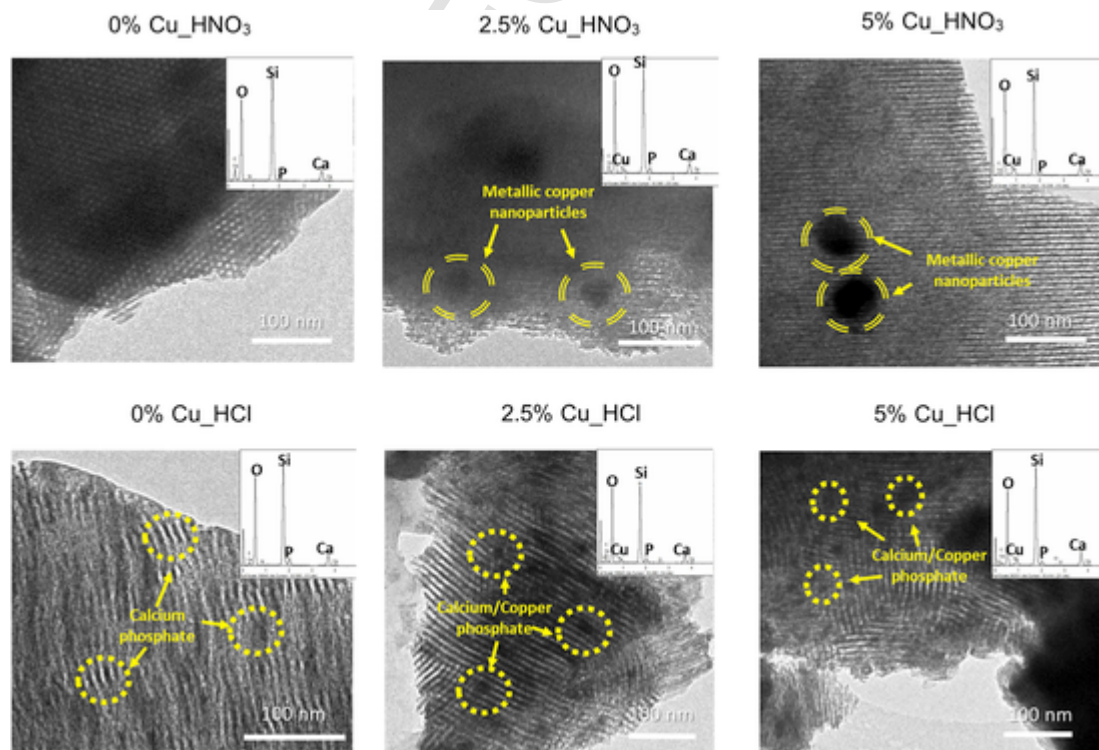 0% Cu_HNO₃
2.5% Cu_HNO₃
5% Cu_HNO₃
O
Si
P
Ca
O
Si
Cu
P
Ca
Metallic copper
nanoparticles
100 nm
100 nm
O
Si
Cu
P
Ca
Metallic copper
nanoparticles
100 nm
0% Cu_HCl
2.5% Cu_HCl
5% Cu_HCl
O
Si
P
Ca
Calcium
phosphate
100 nm
O
Si
Cu
P
Ca
Calcium/Copper
phosphate
100 nm
O
Si
Cu
P
Ca
Calcium/Copper
phosphate
100 nm